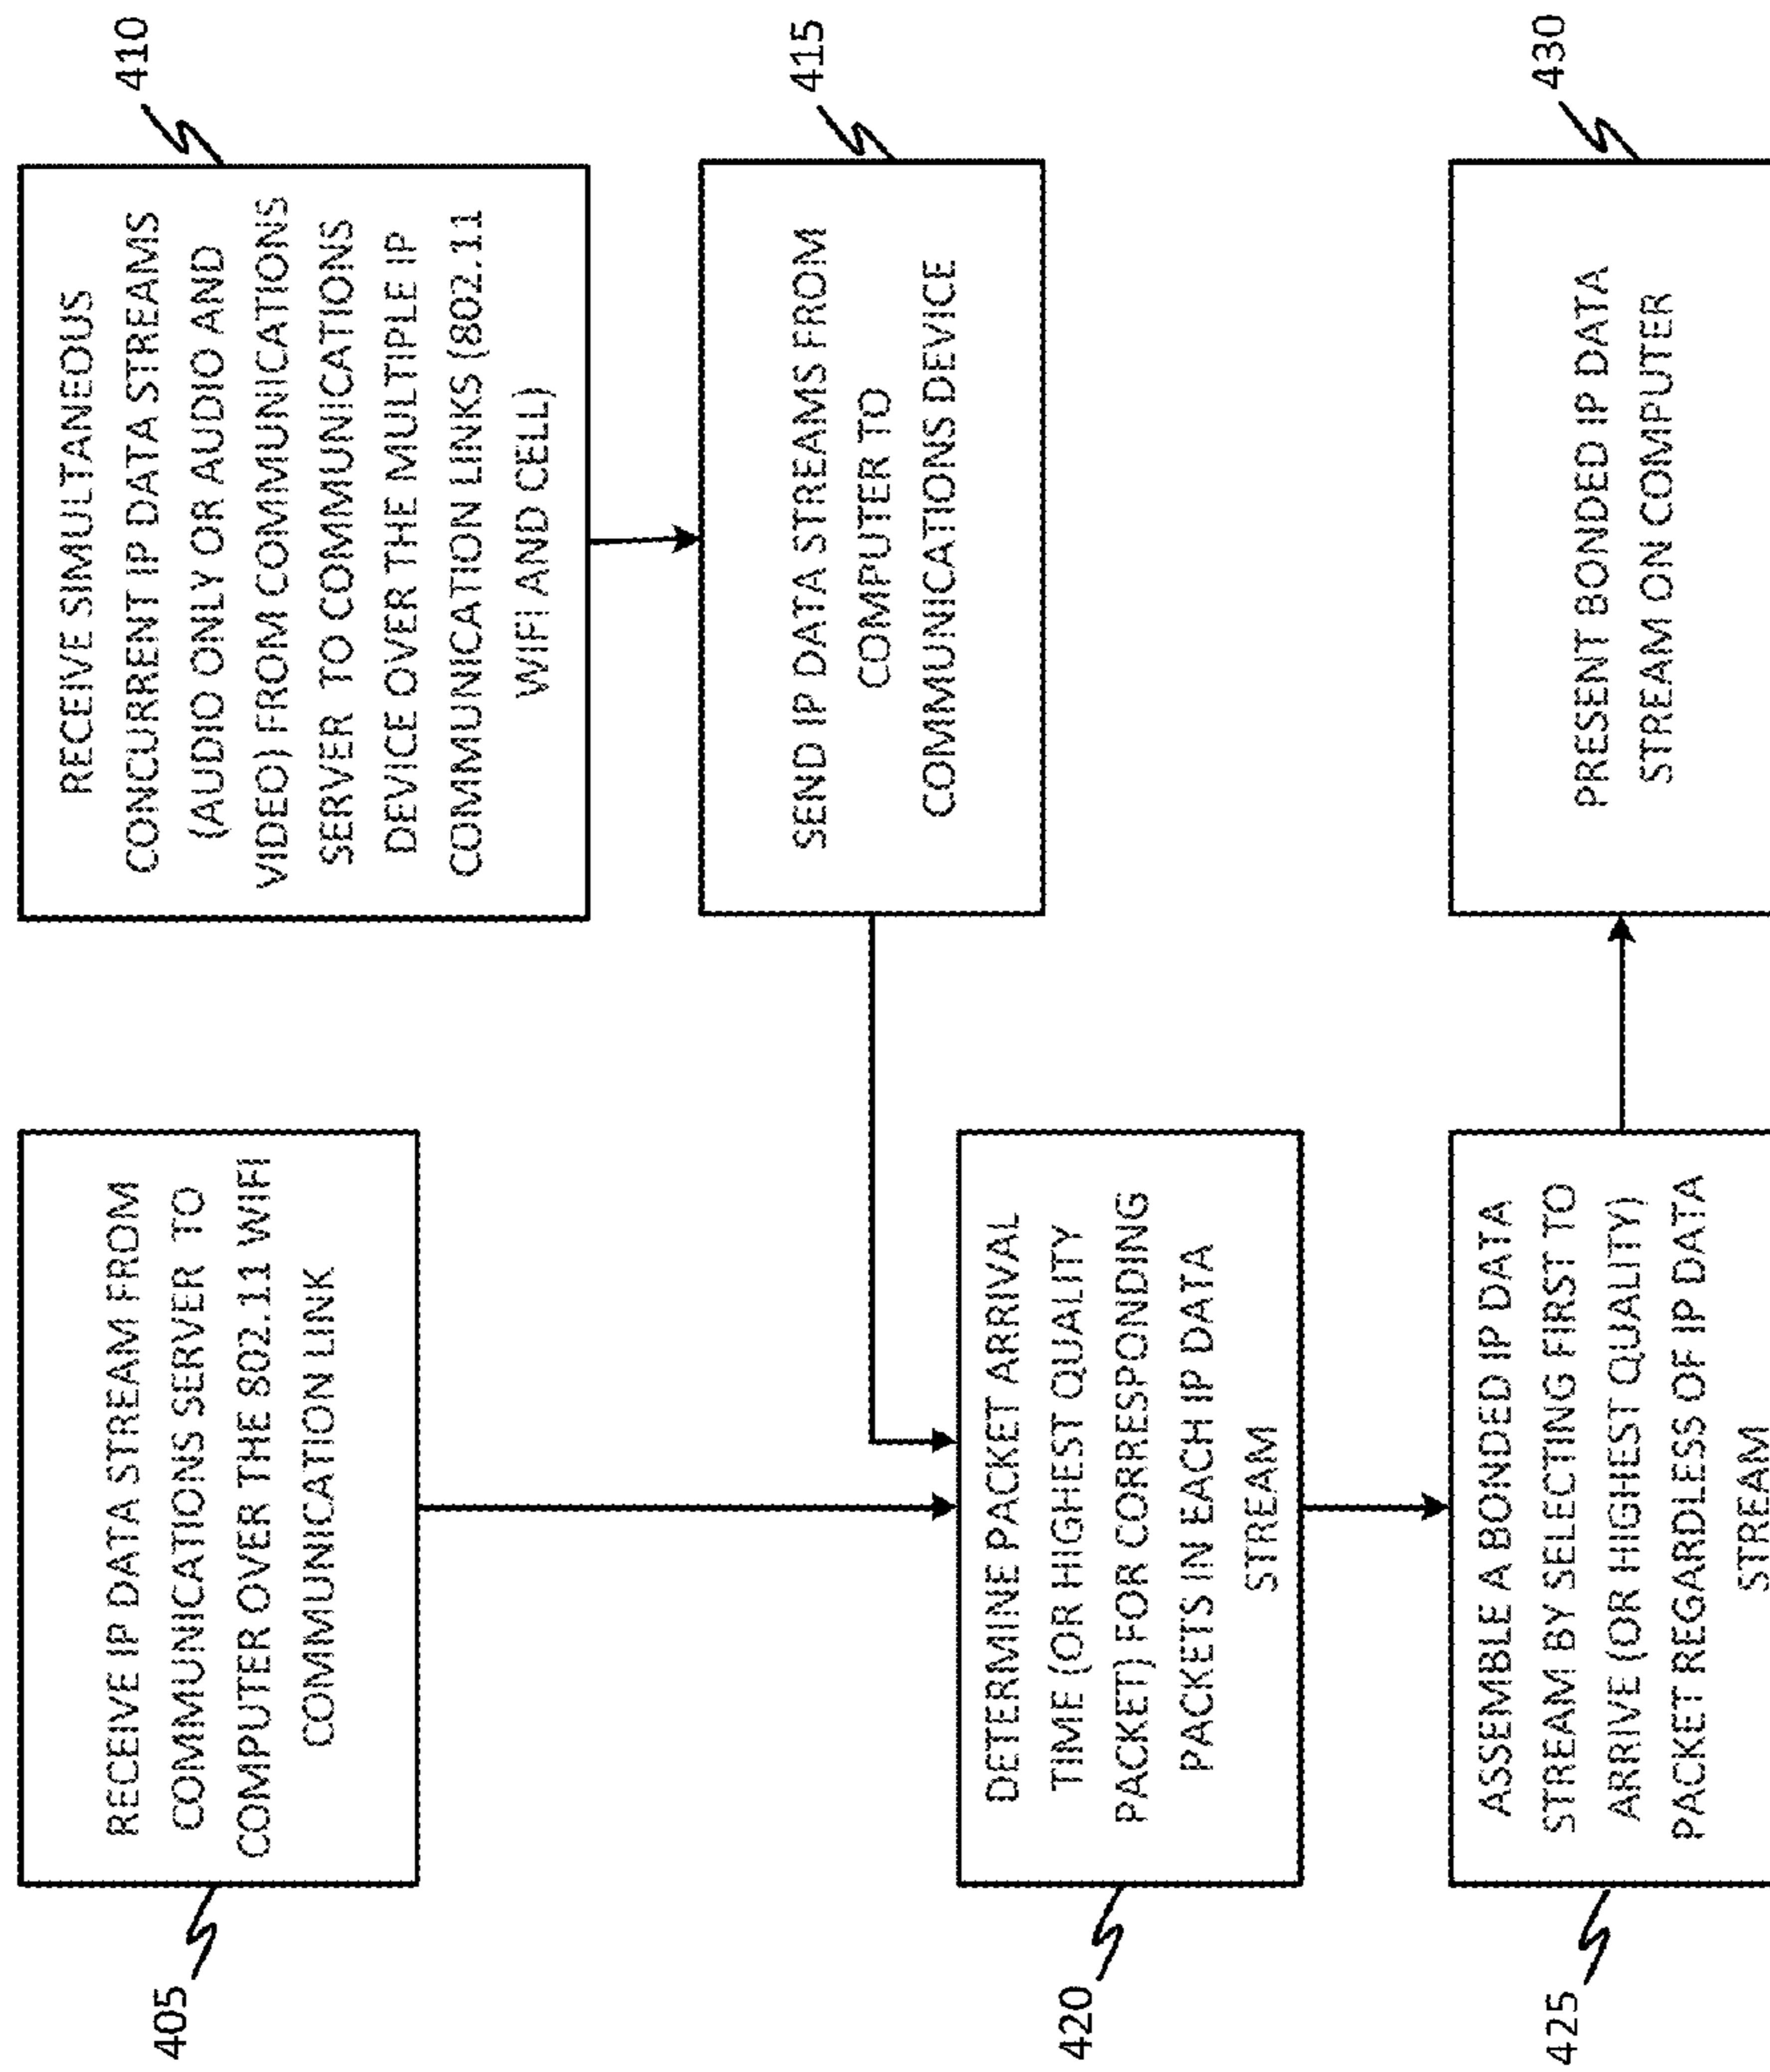 405
RECEIVE IP DATA STREAM FROM
COMMUNICATIONS SERVER TO
COMPUTER OVER THE 802.11 WIFI
COMMUNICATION LINK
410
RECEIVE SIMULTANEOUS
CONCURRENT IP DATA STREAMS
(AUDIO ONLY OR AUDIO AND
VIDEO) FROM COMMUNICATIONS
SERVER TO COMMUNICATIONS
DEVICE OVER THE MULTIPLE IP
COMMUNICATION LINKS (802.11
WIFI AND CELL)
415
SEND IP DATA STREAMS FROM
COMPUTER TO
COMMUNICATIONS DEVICE
420
DETERMINE PACKET ARRIVAL
TIME (OR HIGHEST QUALITY
PACKET) FOR CORRESPONDING
PACKETS IN EACH IP DATA
STREAM
425
ASSEMBLE A BONDED IP DATA
STREAM BY SELECTING FIRST TO
ARRIVE (OR HIGHEST QUALITY)
PACKET REGARDLESS OF IP DATA
STREAM
430
PRESENT BONDED IP DATA
STREAM ON COMPUTER